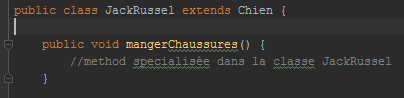 public class JackRussel extends Chien {
public void mangerChaussures() {
//method specialisée dans la classe JackRussel
}